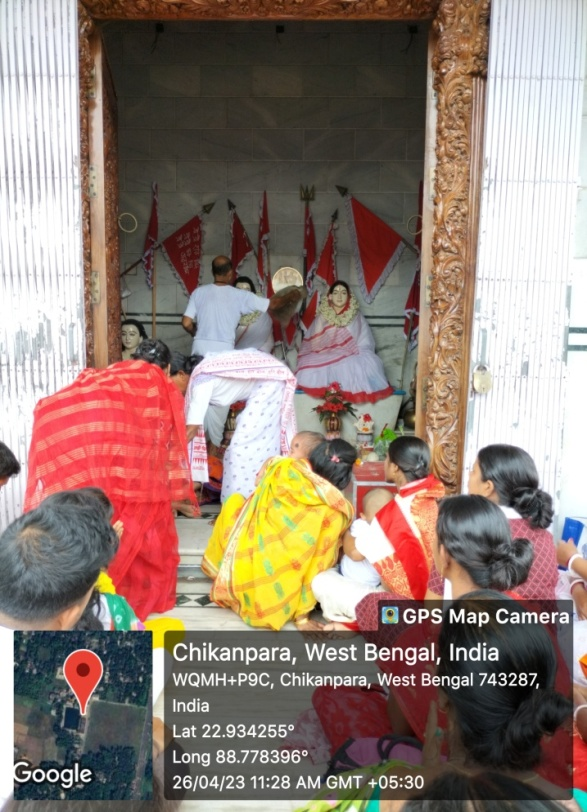 GPS Map Camera
Chikanpara, West Bengal, India
WQMH+P9C, Chikanpara, West Bengal 743287,
India
Lat 22.934255°
Long 88.778396°
26/04/23 11:28 AM GMT +05:30
Google